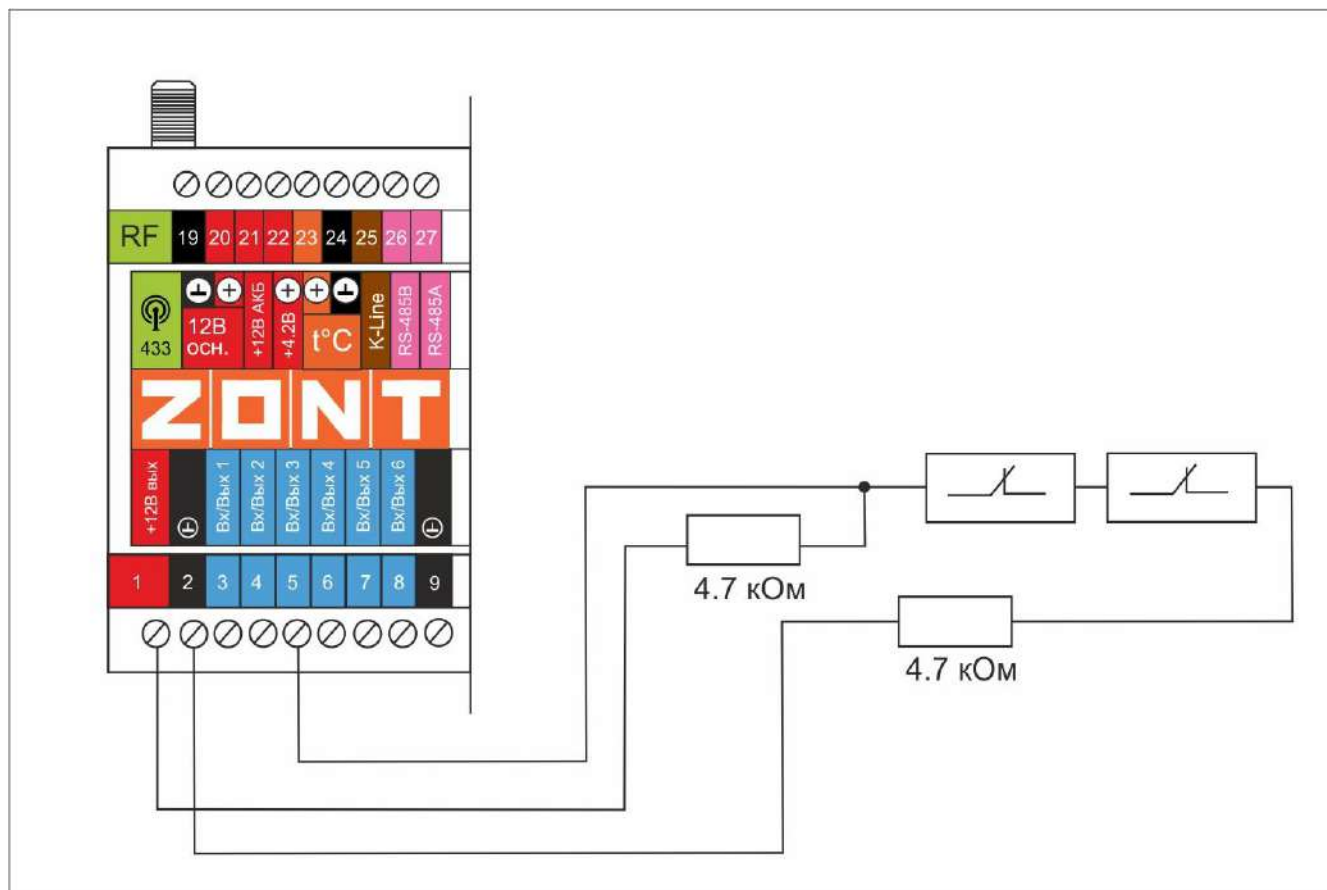 RF 19 20 21 22 23 24 25 26 27
433
12В
осн.
+12В АКБ
+4.2В
t°C
K-Line
RS-485B
RS-485A
ZONT
+12В вых
Вх/Вых 1
Вх/Вых 2
Вх/Вых 3
Вх/Вых 4
Вх/Вых 5
Вх/Вых 6
1 2 3 4 5 6 7 8 9
4.7 кОм
4.7 кОм